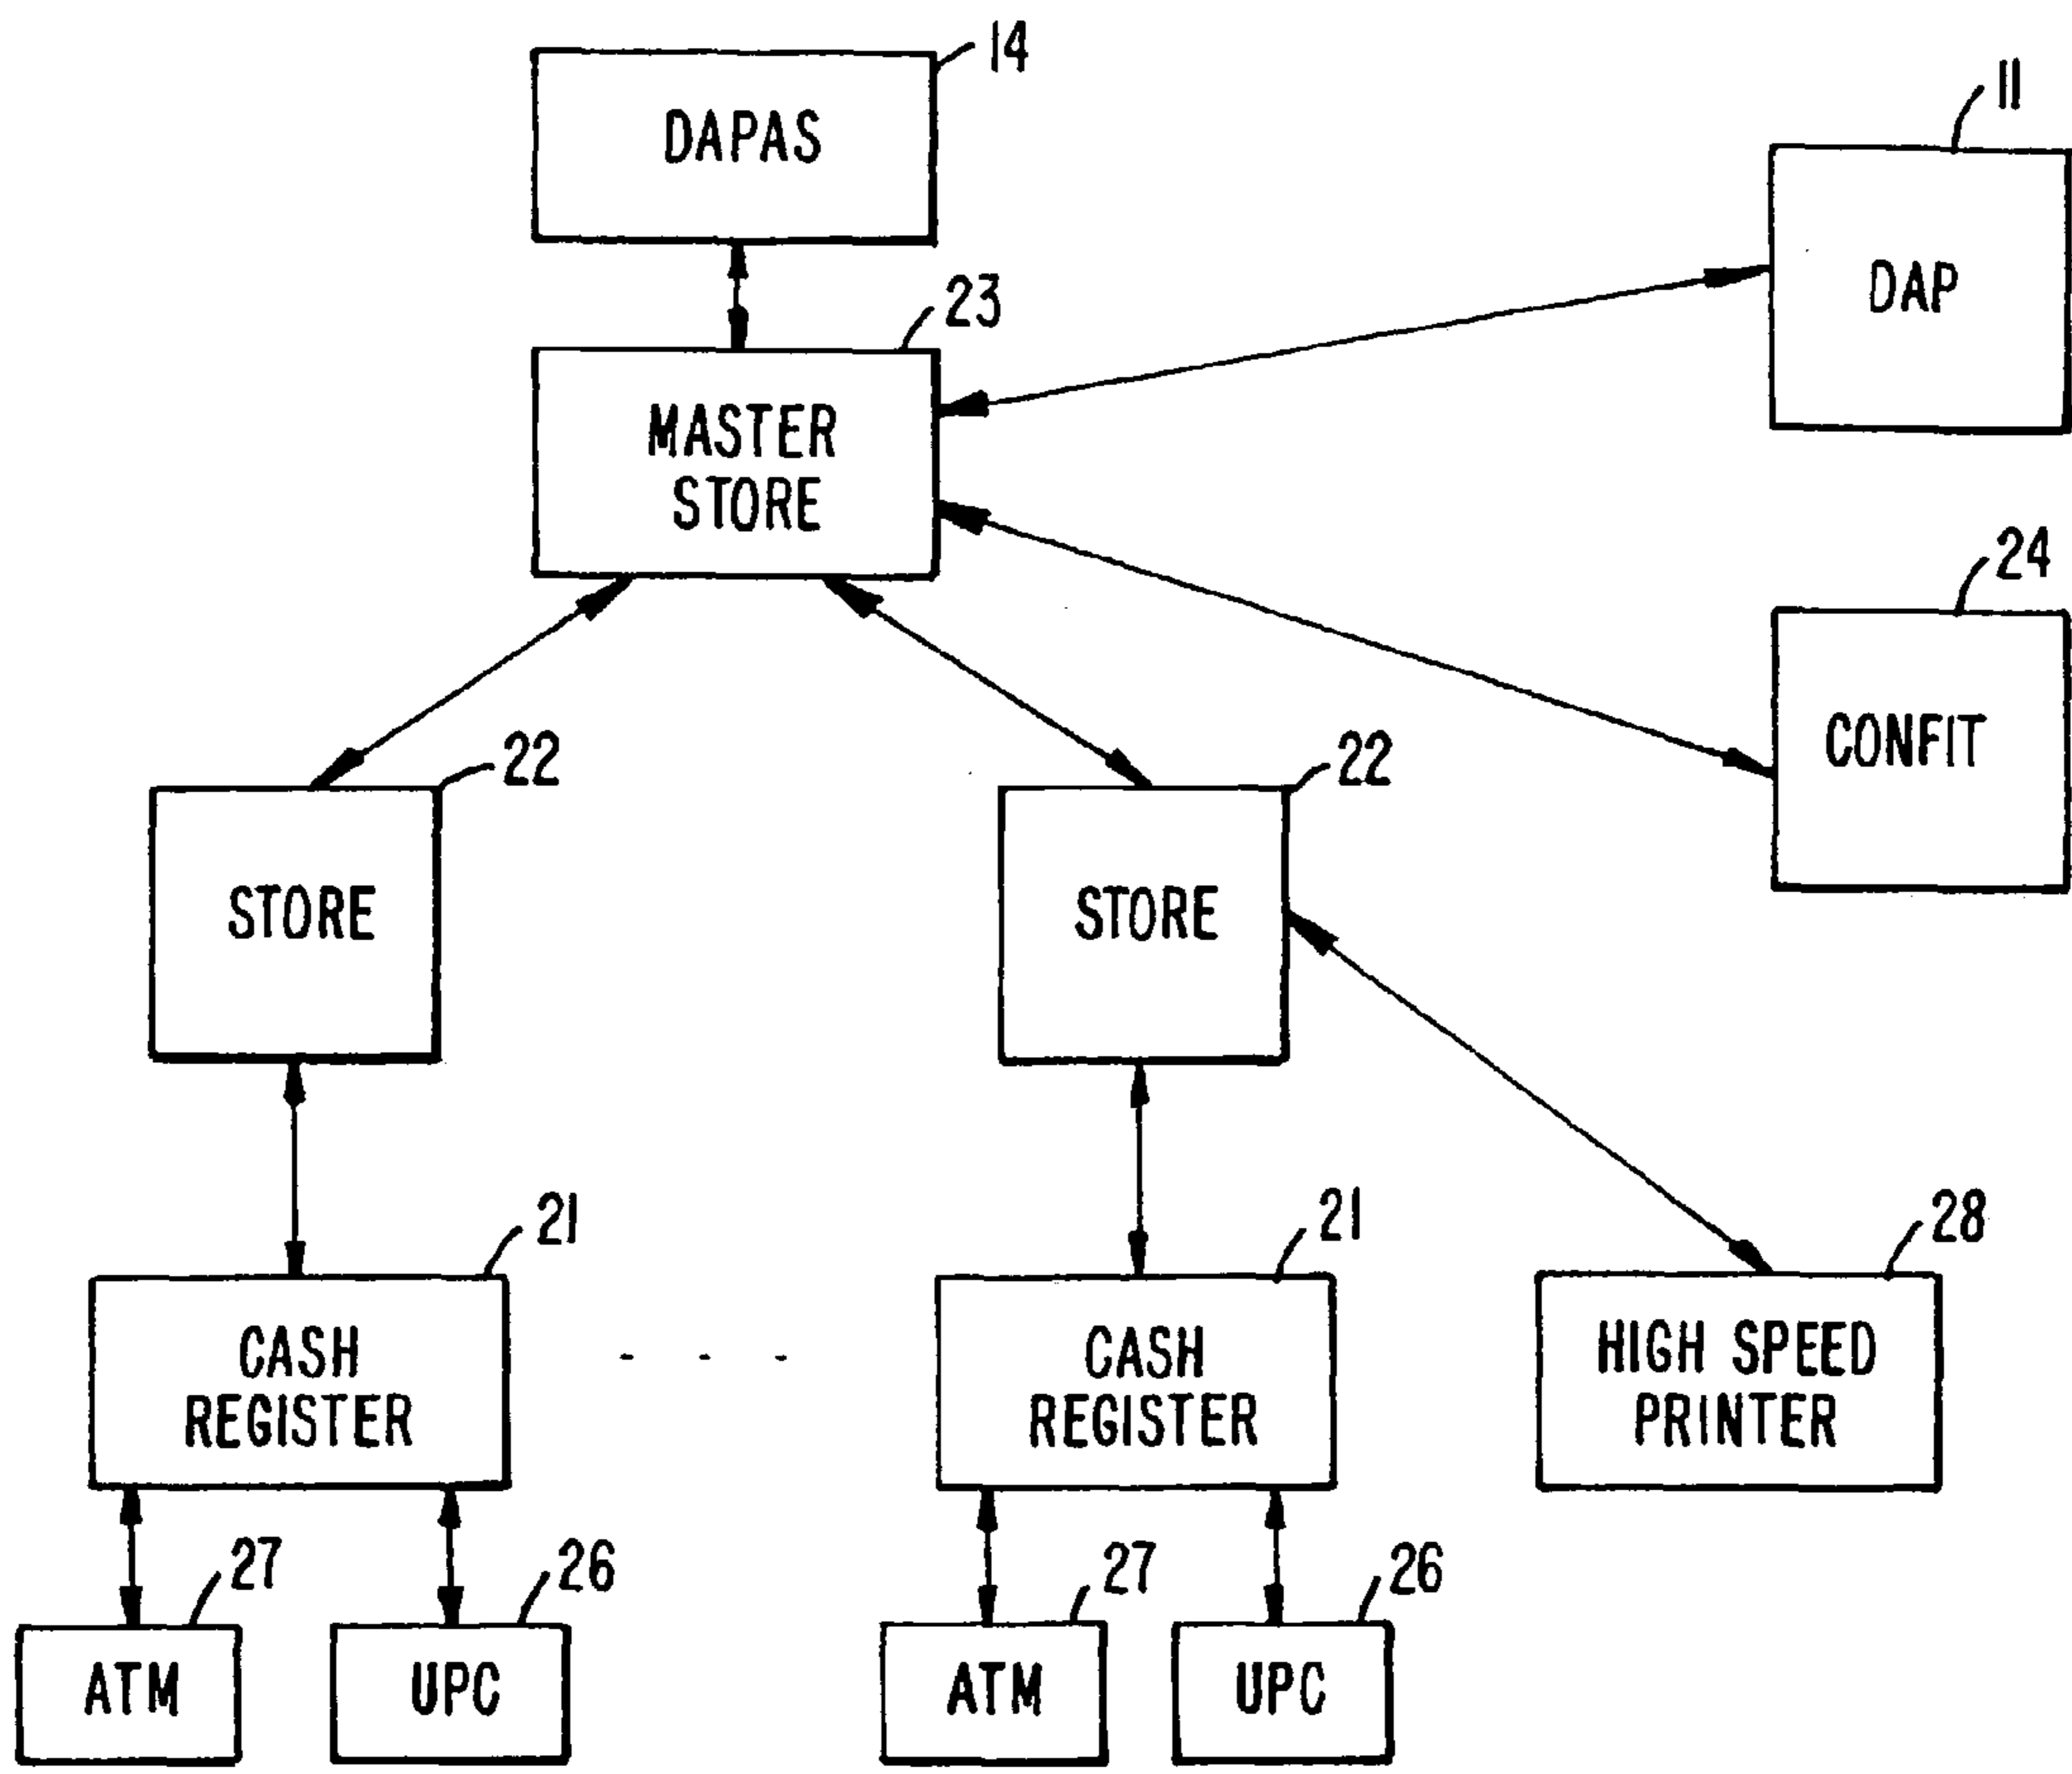 14
DAPAS
11
DAP
23
MASTER
STORE
24
CONFIT
22
STORE
22
STORE
21
CASH
REGISTER
21
CASH
REGISTER
28
HIGH SPEED
PRINTER
27
ATM
26
UPC
27
ATM
26
UPC